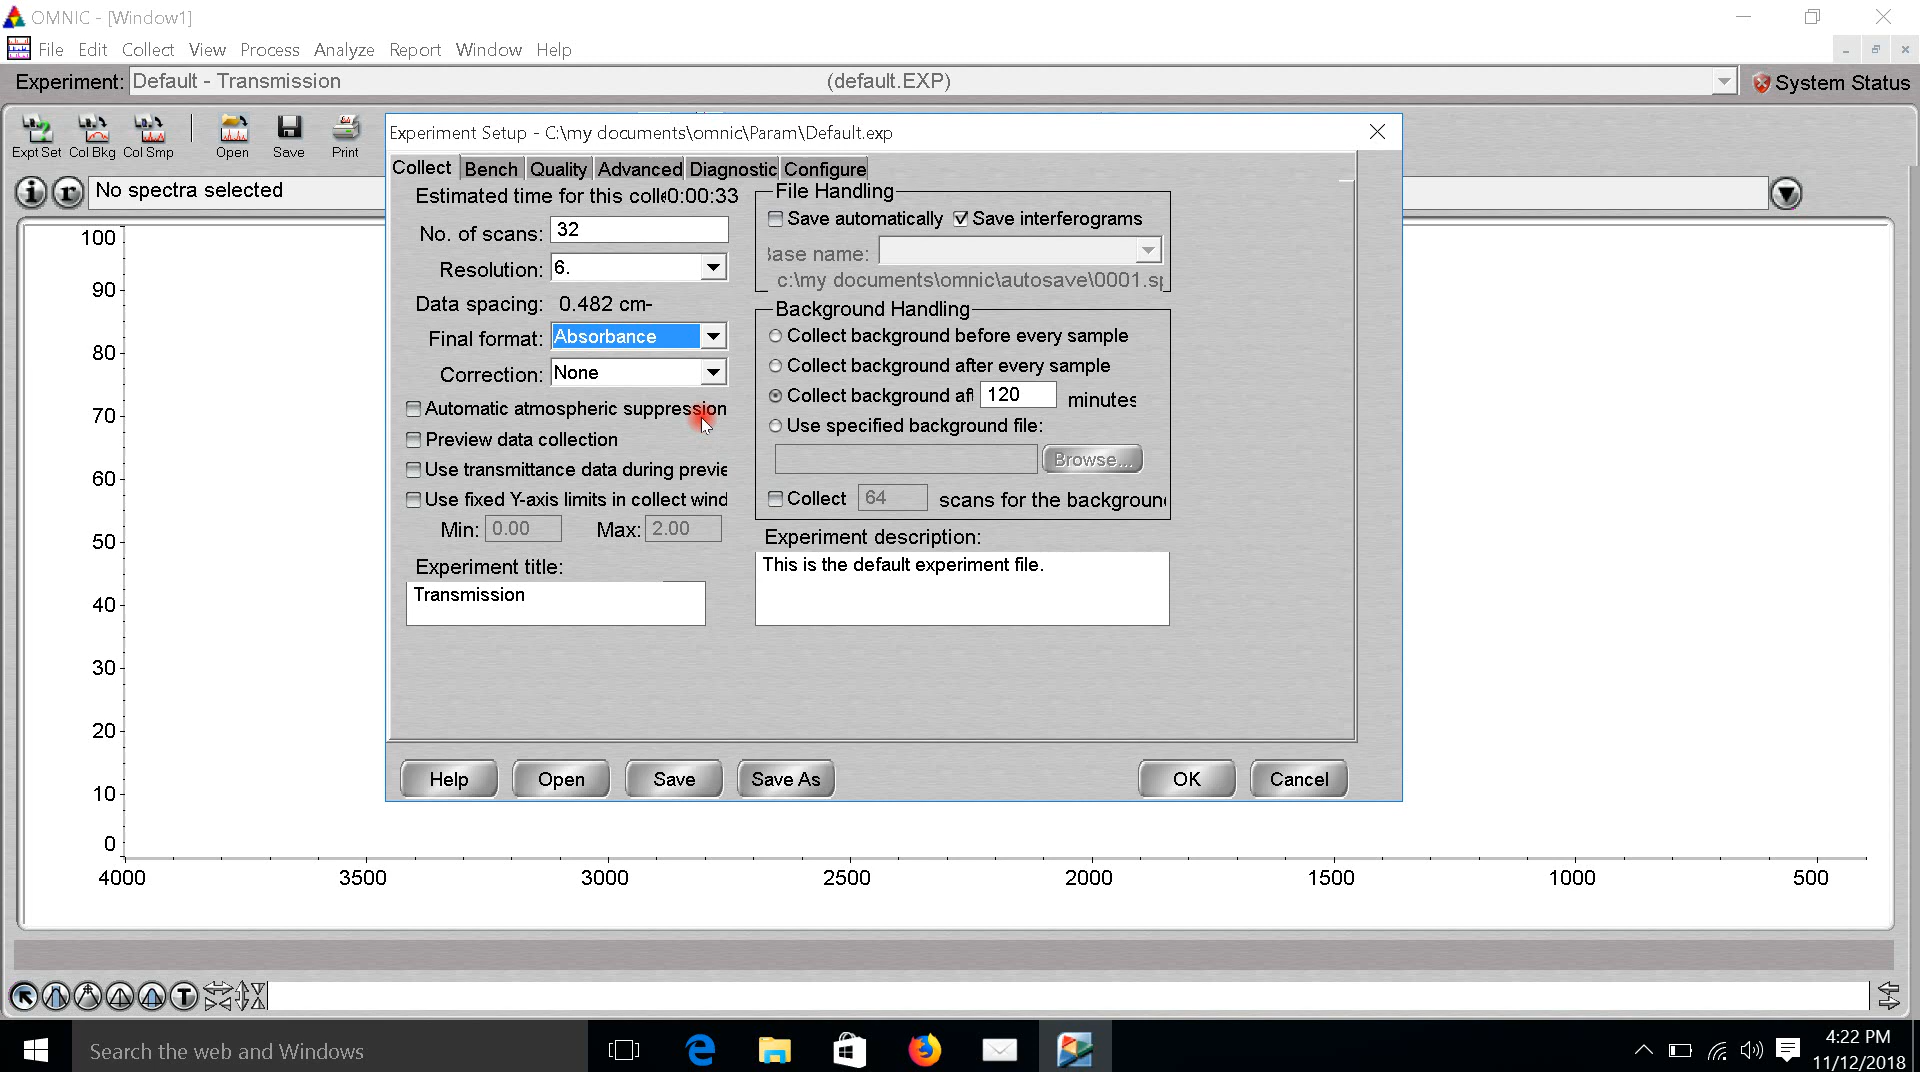 OMNIC - [Window1]
File Edit Collect View Process Analyze Report Window Help
Experiment: Default - Transmission (default.EXP) System Status
Expt Set Col Bkg Col Smp Open Save Print
No spectra selected
Experiment Setup - C:\my documents\omnic\Param\Default.exp
Collect Bench Quality Advanced Diagnostic Configure
Estimated time for this coll 0:00:33
No. of scans: 32
Resolution: 6.
Data spacing: 0.482 cm-
Final format: Absorbance
Correction: None
Automatic atmospheric suppression
Preview data collection
Use transmittance data during previe
Use fixed Y-axis limits in collect wind
Min: 0.00 Max: 2.00
Experiment title:
Transmission
File Handling
Save automatically Save interferograms
ase name:
c:\my documents\omnic\autosave\0001.sp
Background Handling
Collect background before every sample
Collect background after every sample
Collect background aft 120 minutes
Use specified background file:
Browse...
Collect 64 scans for the background
Experiment description:
This is the default experiment file.
Help Open Save Save As OK Cancel
100
90
80
70
60
50
40
30
20
10
0
4000 3500 3000 2500 2000 1500 1000 500
T
Search the web and Windows
4:22 PM
11/12/2018